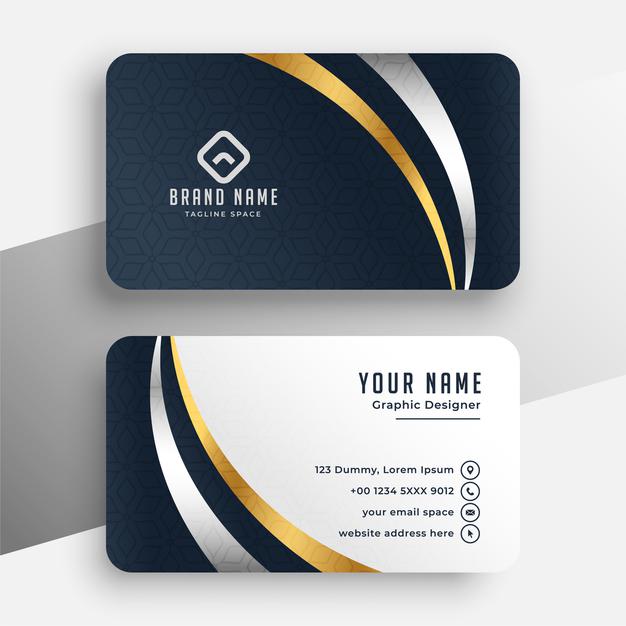 BRAND NAME
TAGLINE SPACE
YOUR NAME
Graphic Designer
123 Dummy, Lorem Ipsum
+00 1234 5XXX 9012
your email space
website address here